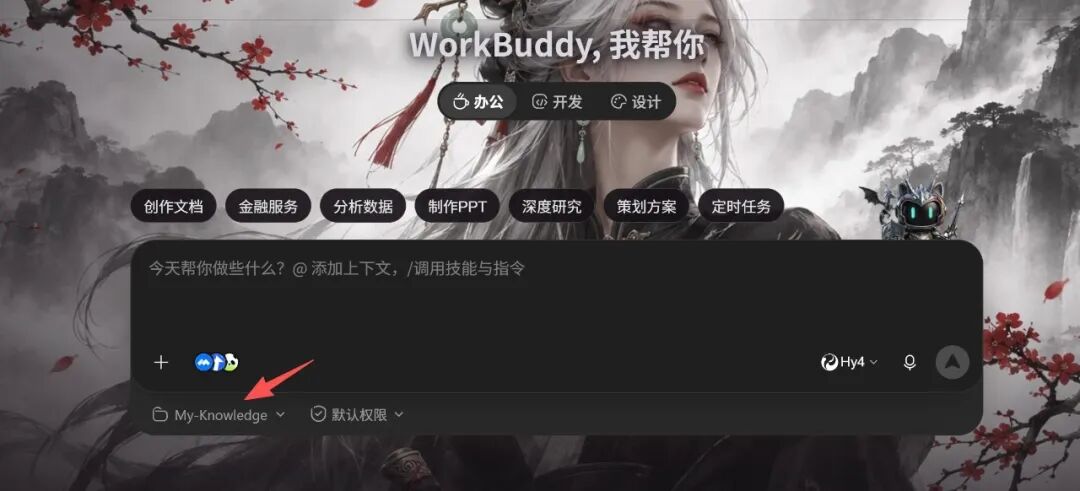 WorkBuddy, 我帮你
办公 开发 设计
创作文档 金融服务 分析数据 制作PPT 深度研究 策划方案 定时任务
今天帮你做些什么？@ 添加上下文，/调用技能与指令
Hy4
My-Knowledge 默认权限